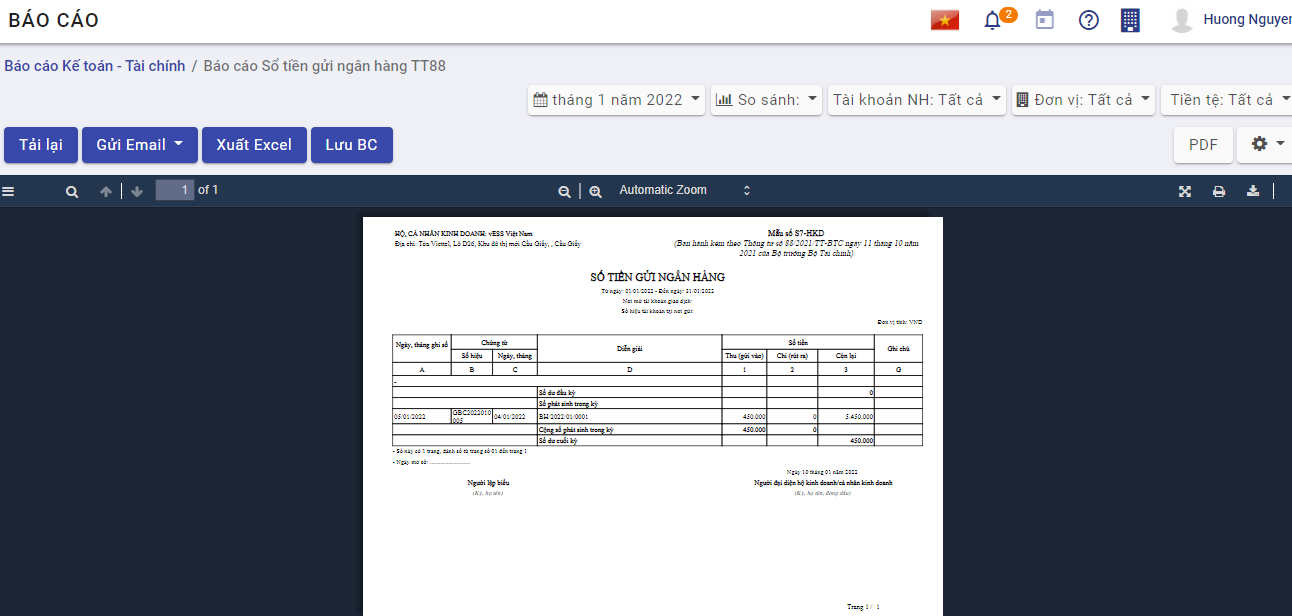 BÁO CÁO
2
Huong Nguyen
Báo cáo Kế toán - Tài chính / Báo cáo Sổ tiền gửi ngân hàng TT88
tháng 1 năm 2022
So sánh:
Tài khoản NH: Tất cả
Đơn vị: Tất cả
Tiền tệ: Tất cả
Tải lại
Gửi Email
Xuất Excel
Lưu BC
PDF
1 of 1
Automatic Zoom
HỘ, CÁ NHÂN KINH DOANH: vESS Việt Nam
Địa chỉ: Tòa Viettel, Lô D26, Khu đô thị mới Cầu Giấy, , Cầu Giấy
Mẫu số S7-HKD
(Ban hành kèm theo Thông tư số 88/2021/TT-BTC ngày 11 tháng 10 năm
2021 của Bộ trưởng Bộ Tài chính)
SỔ TIỀN GỬI NGÂN HÀNG
Từ ngày: 01/01/2022 - Đến ngày: 31/01/2022
Nơi mở tài khoản giao dịch:
Số hiệu tài khoản tại nơi gửi:
Đơn vị tính: VND
Ngày, tháng ghi sổ
Chứng từ
Diễn giải
Số tiền
Ghi chú
Số hiệu
Ngày, tháng
Thu (gửi vào)
Chi (rút ra)
Còn lại
A B C D 1 2 3 G
-
Số dư đầu kỳ 0
Số phát sinh trong kỳ
05/01/2022 GBC2022010 04/01/2022 BH/2022/01/0001 450.000 0 5.450.000
005
Cộng số phát sinh trong kỳ 450.000 0
Số dư cuối kỳ 450.000
- Sổ này có 1 trang, đánh số từ trang số 01 đến trang 1
- Ngày mở sổ: ........................
Ngày 10 tháng 01 năm 2022
Người lập biểu
Người đại diện hộ kinh doanh/cá nhân kinh doanh
(Ký, họ tên)
(Ký, họ tên, đóng dấu)
Trang 1 / 1